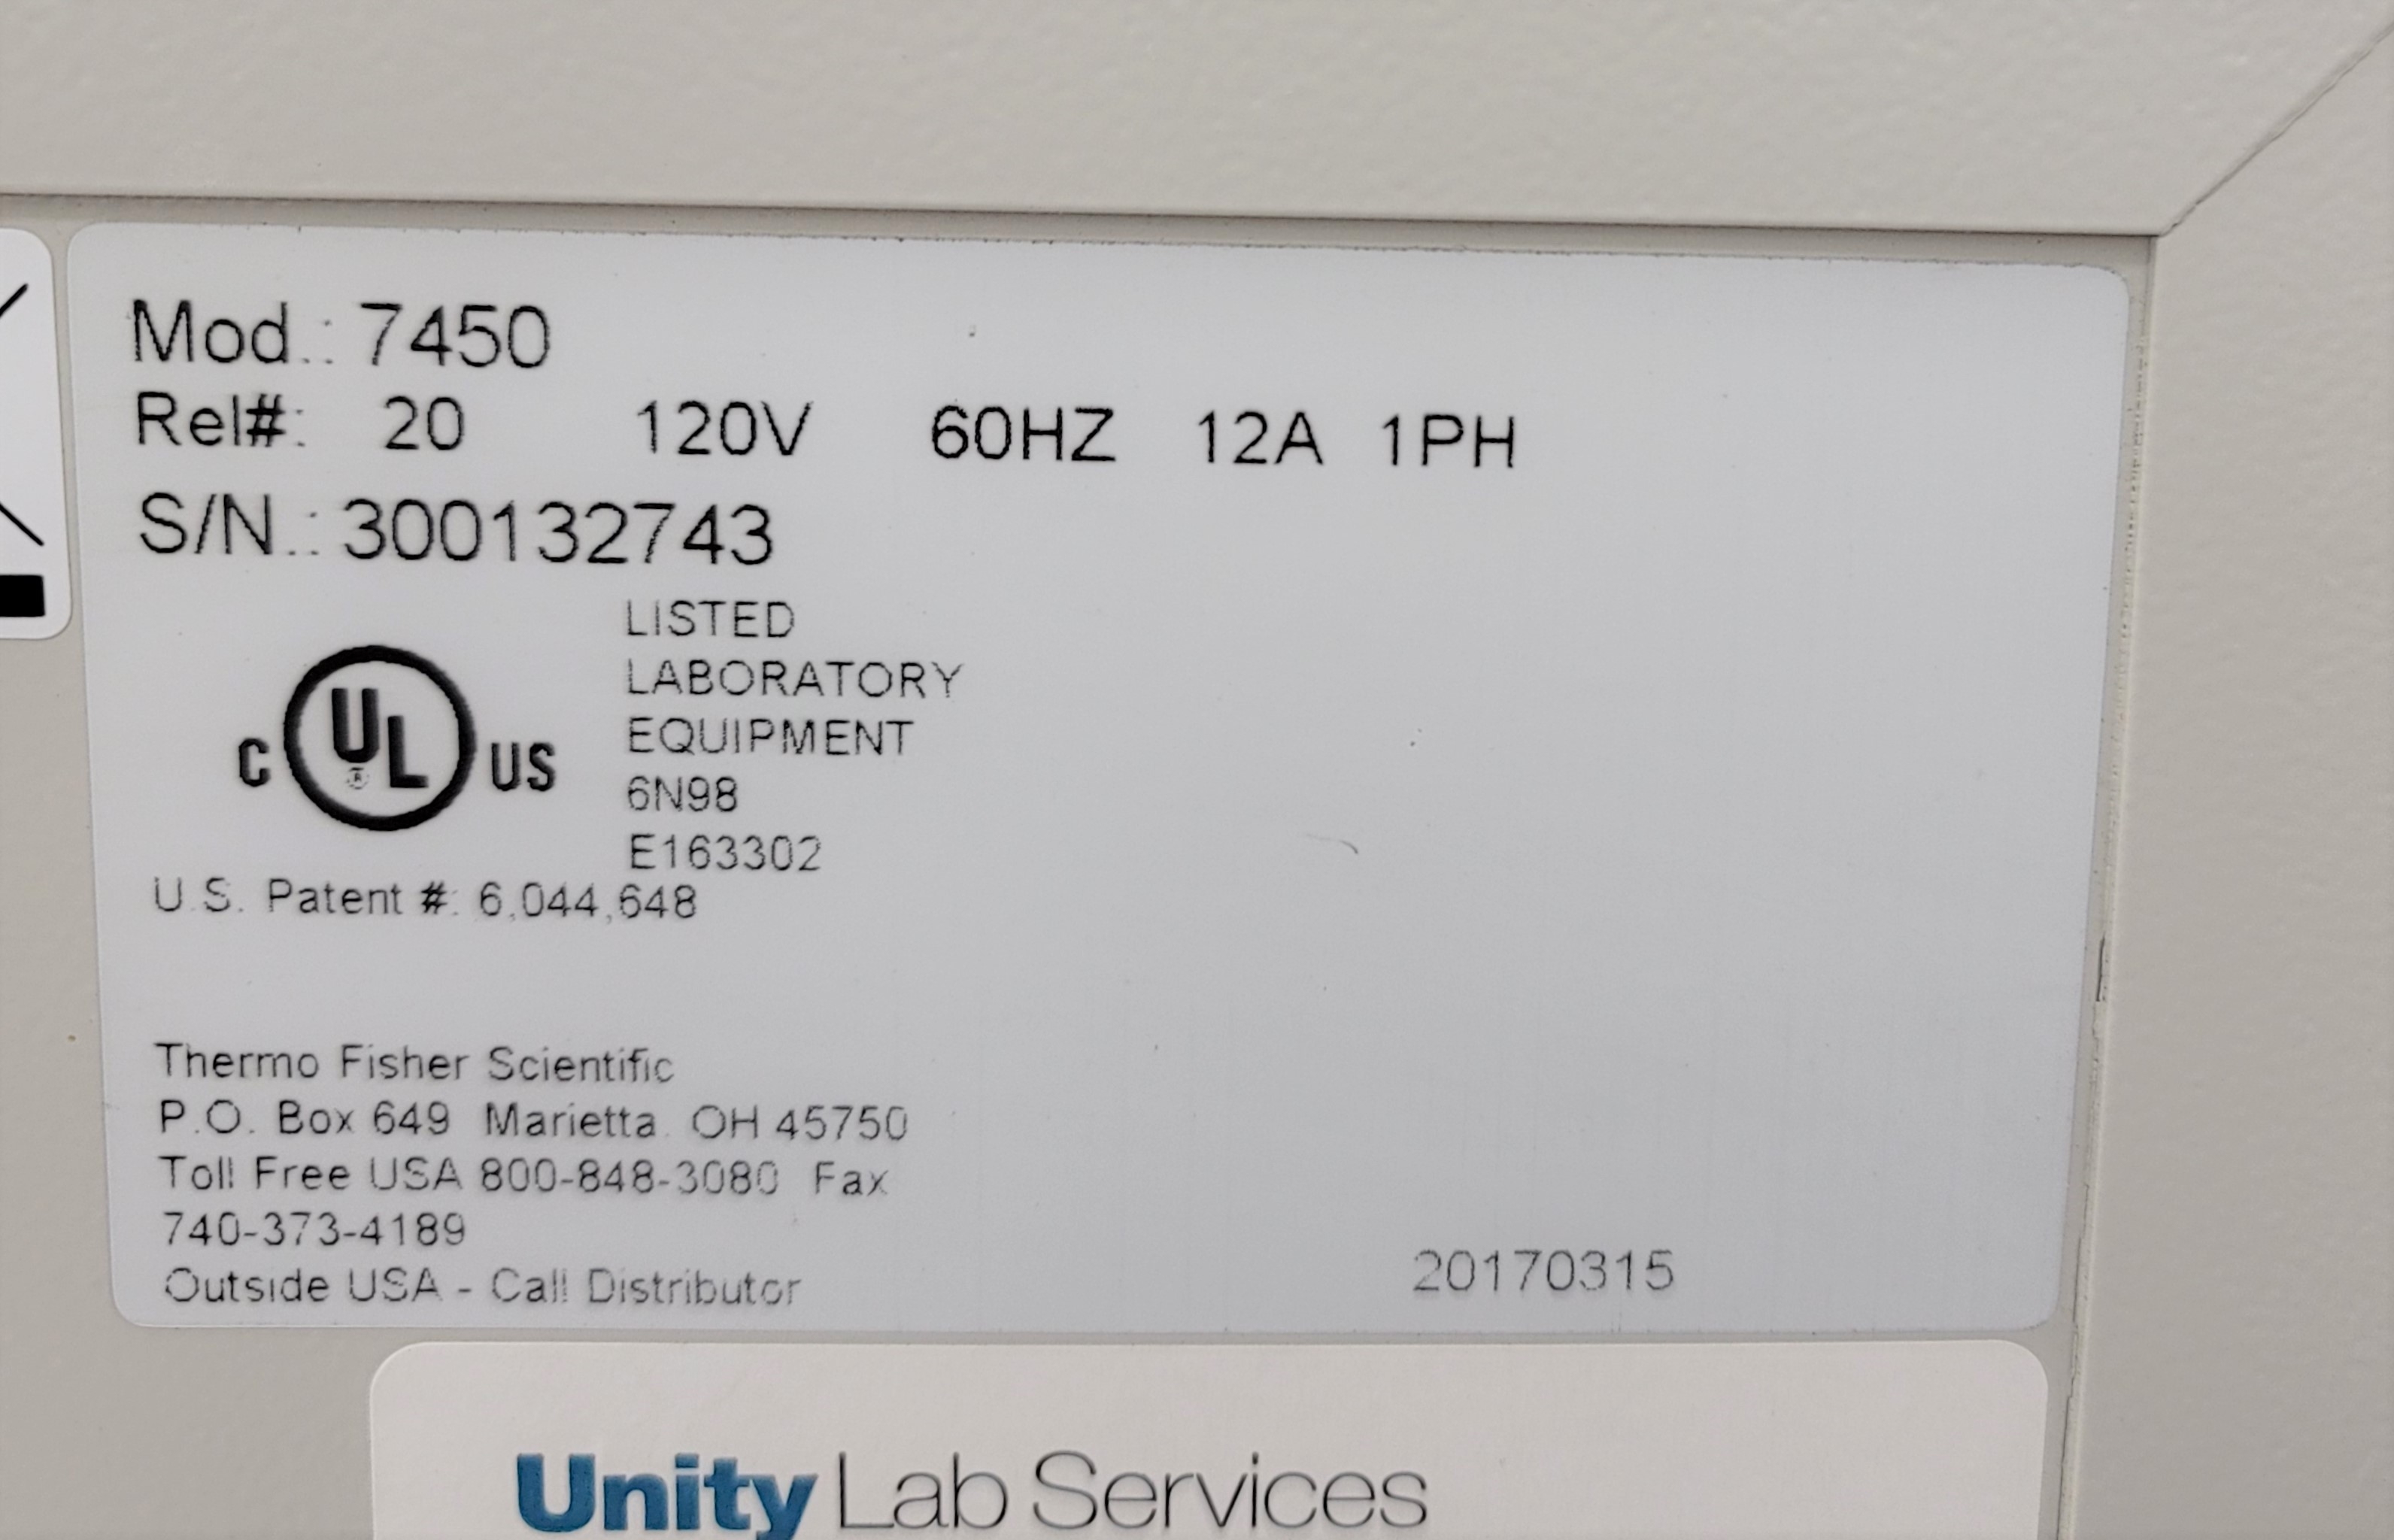 Mod.: 7450
Rel#: 20 120V 60HZ 12A 1PH
S/N.: 300132743
LISTED
LABORATORY
EQUIPMENT
6N98
E163302
C UL® US
U.S. Patent #: 6,044,648
Thermo Fisher Scientific
P.O. Box 649 Marietta, OH 45750
Toll Free USA 800-848-3080 Fax
740-373-4189
Outside USA - Call Distributor
20170315
Unity Lab Services